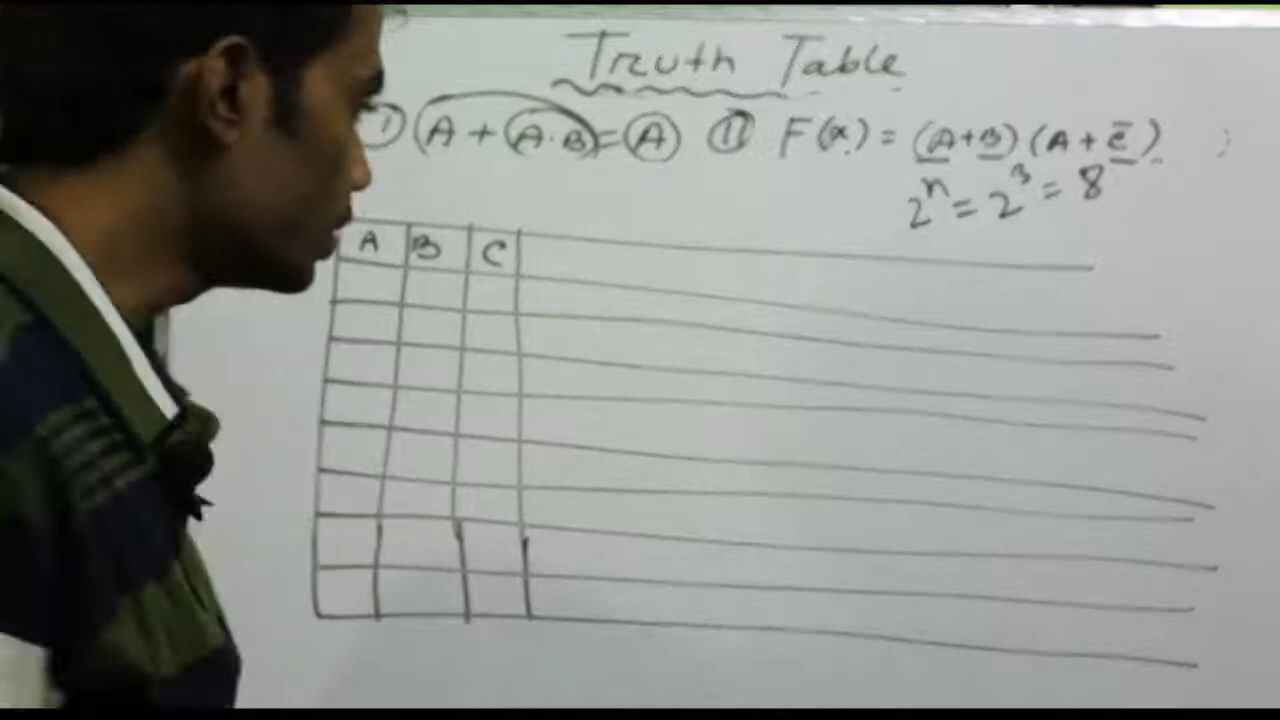 Truth Table
① A + (A·B) = A ⑪ F(x) = (A+B) (A+C̅)
2ⁿ = 2³ = 8
A B C